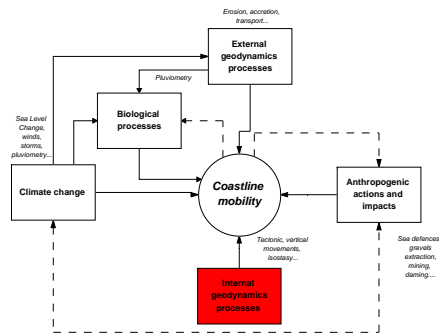 Erosion, accretion,
transport...
External
geodynamics
processes
Pluviometry
Sea Level
Change,
winds,
storms,
pluviometry...
Biological
processes
Climate change
Coastline
mobility
Anthropogenic
actions and
impacts
Tectonic, vertical
movements,
isostasy...
Sea defences
gravels
extraction,
mining,
daming....
Internal
geodynamics
processes